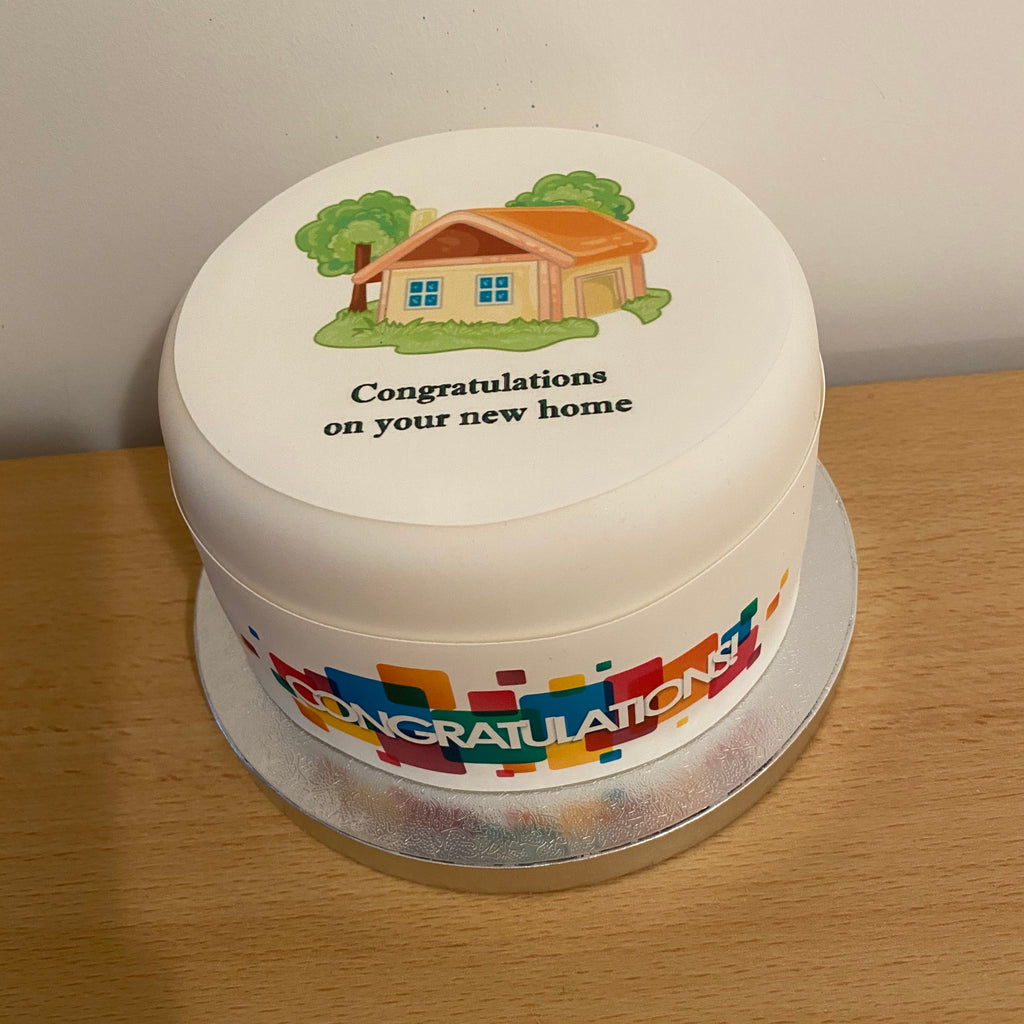 Congratulations
on your new home
CONGRATULATIONS!